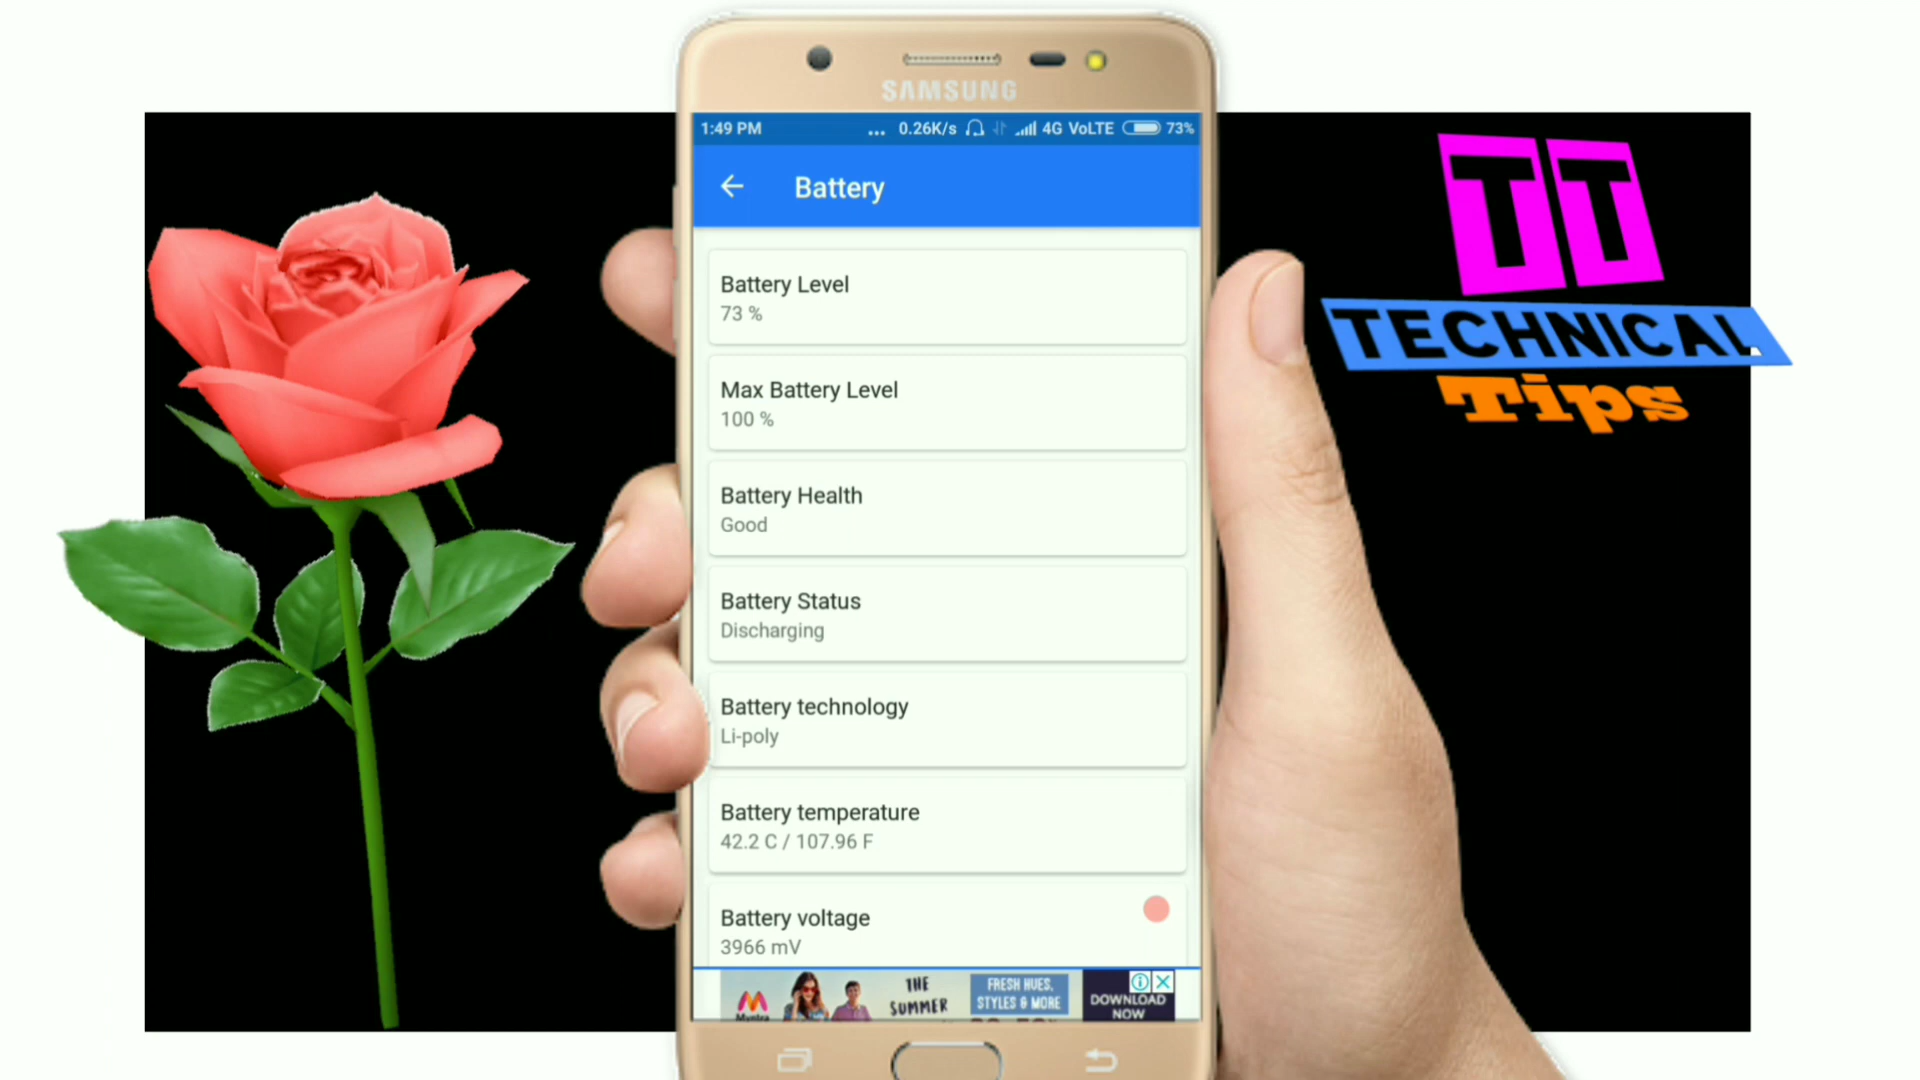 SAMSUNG
1:49 PM ... 0.26K/s 4G VoLTE 73%
Battery
Battery Level
73 %
Max Battery Level
100 %
Battery Health
Good
Battery Status
Discharging
Battery technology
Li-poly
Battery temperature
42.2 C / 107.96 F
Battery voltage
3966 mV
Myntra
THE
SUMMER
FRESH HUES,
STYLES & MORE
DOWNLOAD
NOW
TT
TECHNICAL
Tips